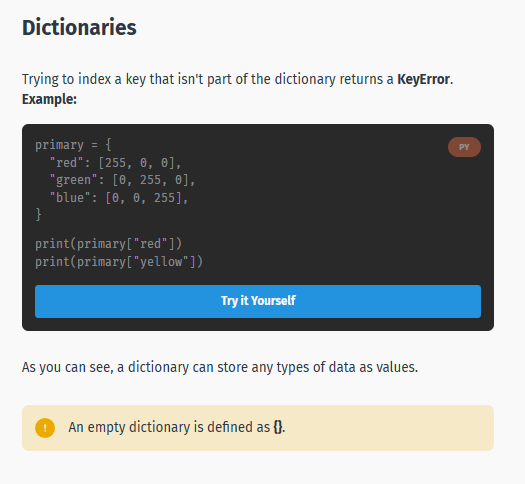 Dictionaries
Trying to index a key that isn't part of the dictionary returns a KeyError.
Example:
PY
primary = {
  "red": [255, 0, 0],
  "green": [0, 255, 0],
  "blue": [0, 0, 255],
}
print(primary["red"])
print(primary["yellow"])
Try it Yourself
As you can see, a dictionary can store any types of data as values.
! An empty dictionary is defined as {}.